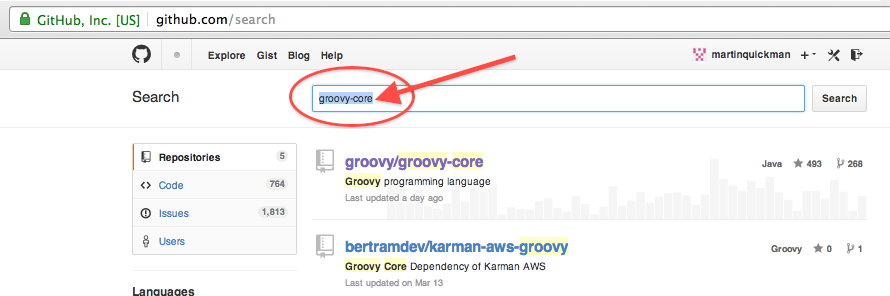 GitHub, Inc. [US] github.com/search
Explore Gist Blog Help martinquickman
Search groovy-core Search
Repositories 5
Code 764
Issues 1,813
Users
Languages
groovy/groovy-core Java 493 268
Groovy programming language
Last updated a day ago
bertramdev/karman-aws-groovy Groovy 0 1
Groovy Core Dependency of Karman AWS
Last updated on Mar 13